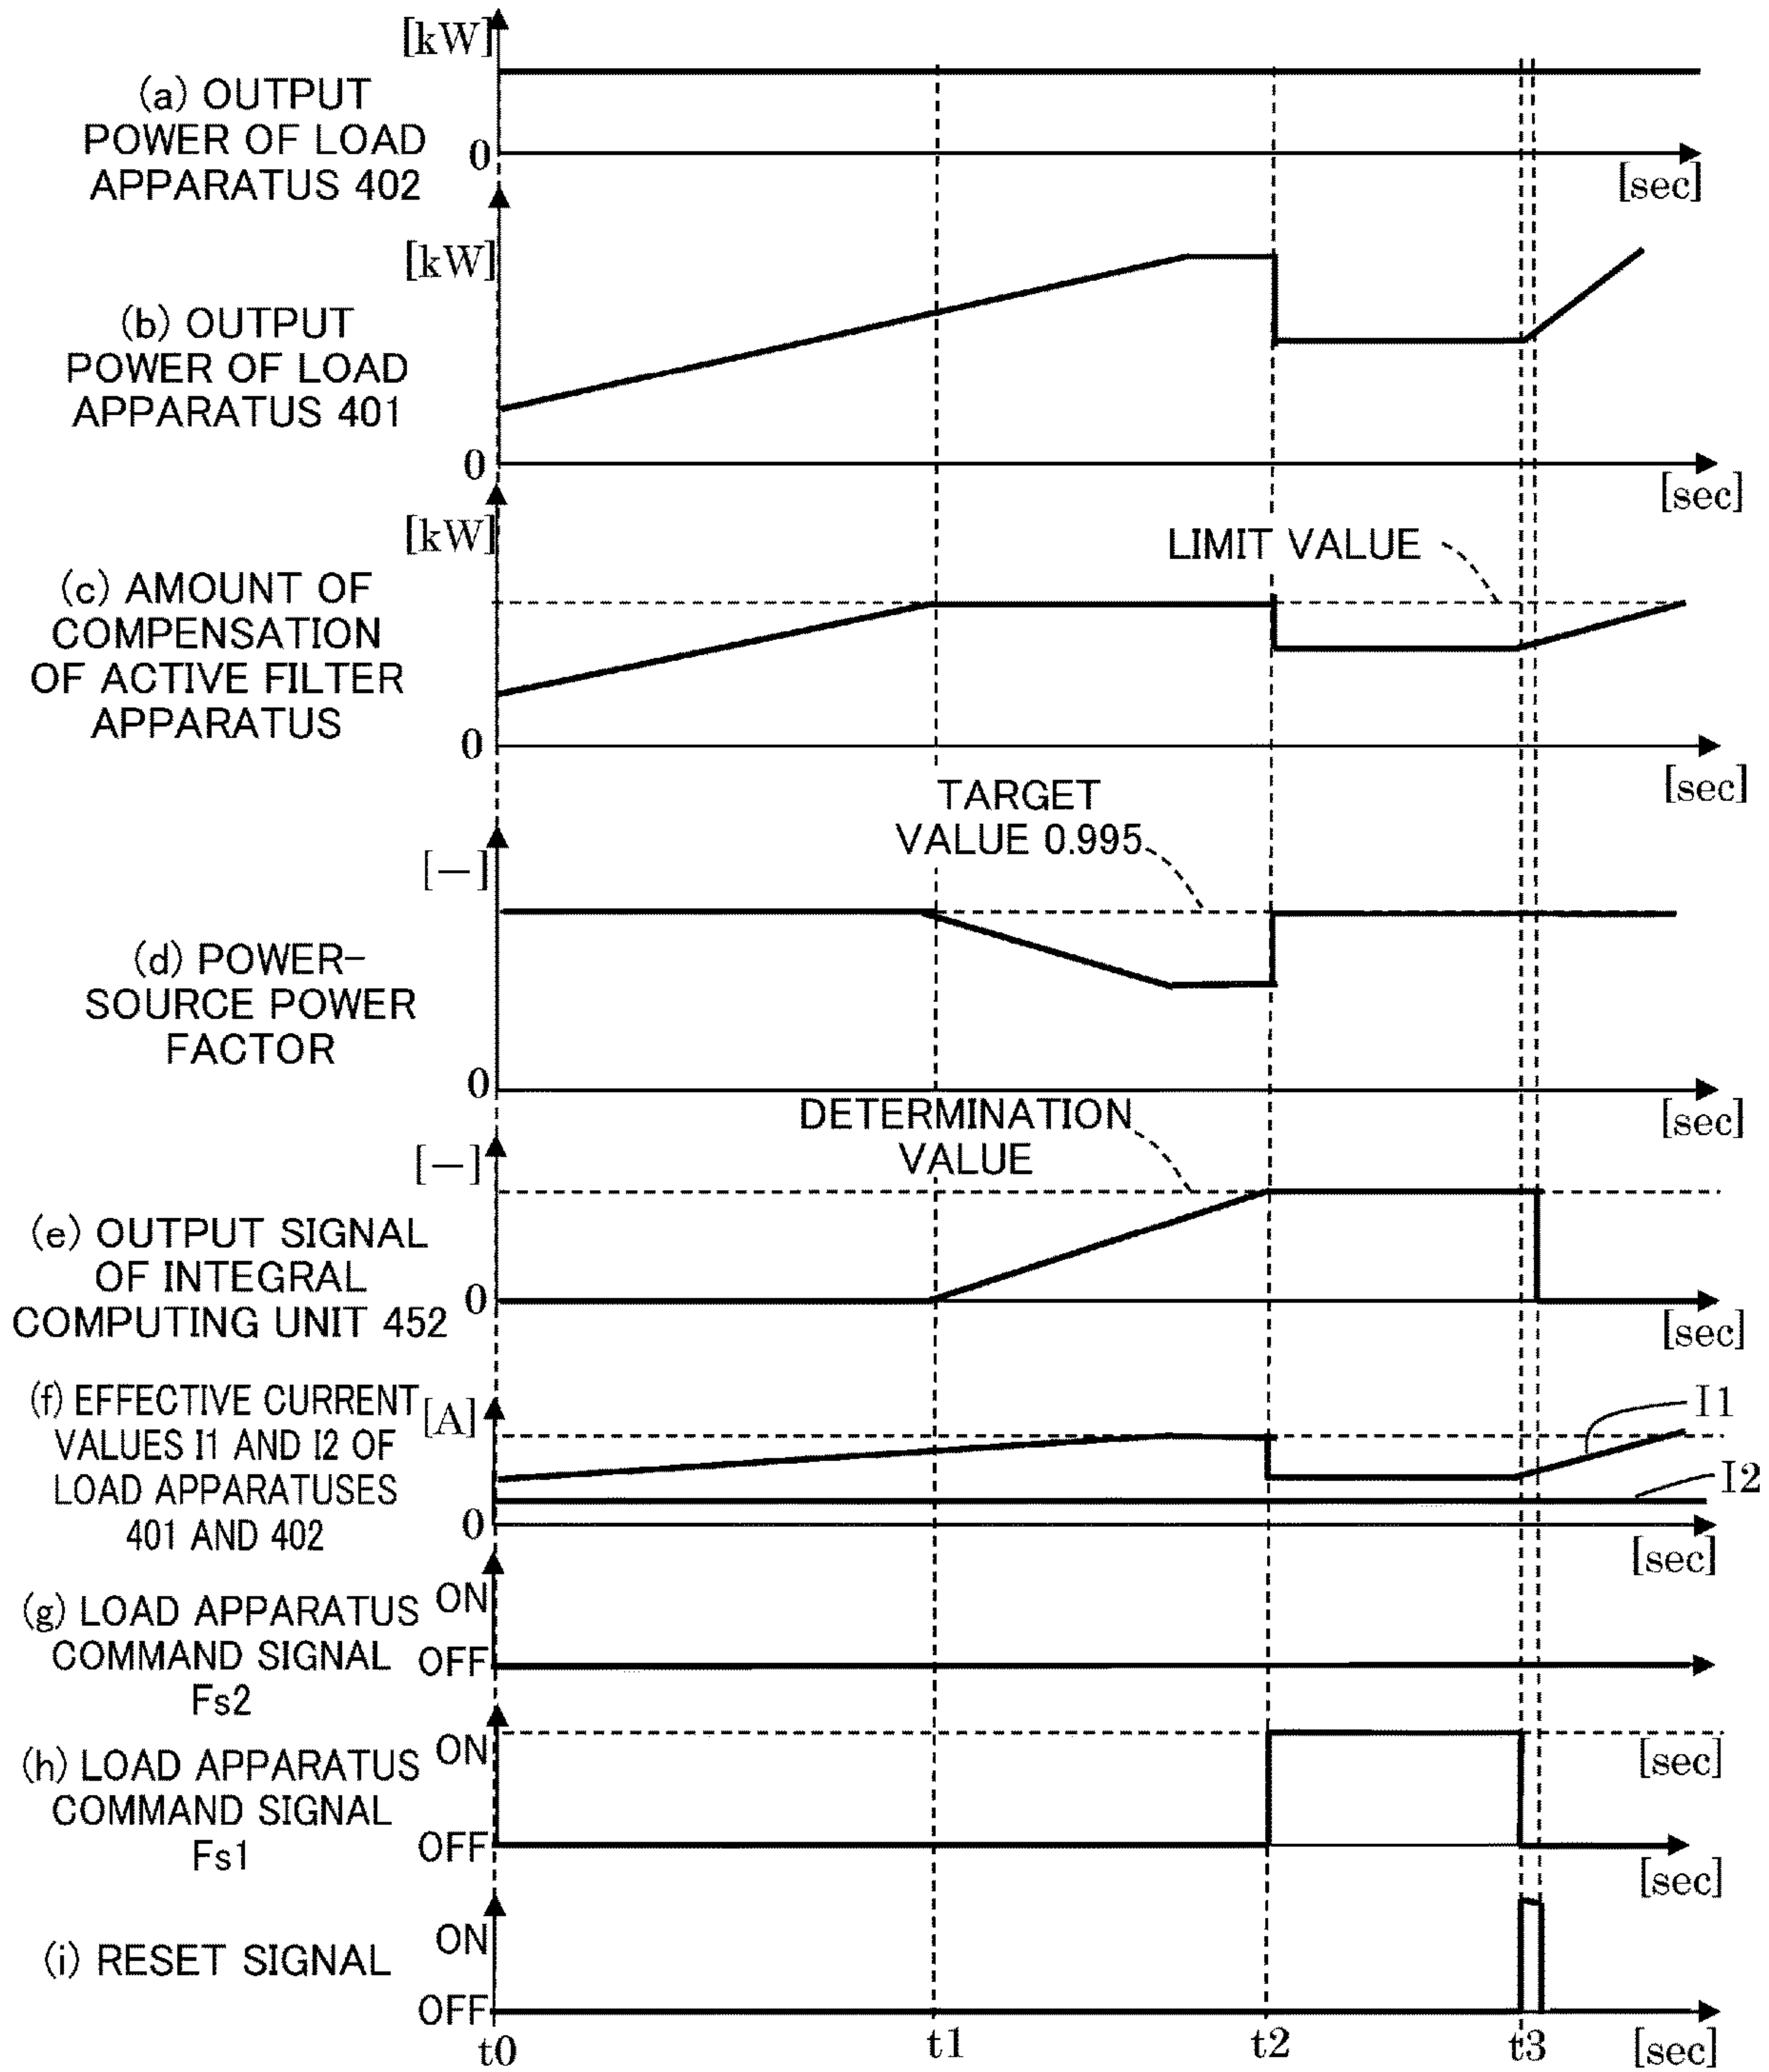 [kW]
(a) OUTPUT
POWER OF LOAD
APPARATUS 402
0
[sec]
[kW]
(b) OUTPUT
POWER OF LOAD
APPARATUS 401
0
[sec]
[kW]
LIMIT VALUE
(c) AMOUNT OF
COMPENSATION
OF ACTIVE FILTER
APPARATUS
0
[sec]
TARGET
VALUE 0.995
[—]
(d) POWER-
SOURCE POWER
FACTOR
0
[sec]
DETERMINATION
VALUE
[—]
(e) OUTPUT SIGNAL
OF INTEGRAL
COMPUTING UNIT 452
0
[sec]
(f) EFFECTIVE CURRENT
VALUES I1 AND I2 OF
LOAD APPARATUSES
401 AND 402
[A]
I1
I2
0
[sec]
(g) LOAD APPARATUS
COMMAND SIGNAL
Fs2
ON
OFF
[sec]
(h) LOAD APPARATUS
COMMAND SIGNAL
Fs1
ON
OFF
[sec]
(i) RESET SIGNAL
ON
OFF
t0
t1
t2
t3
[sec]